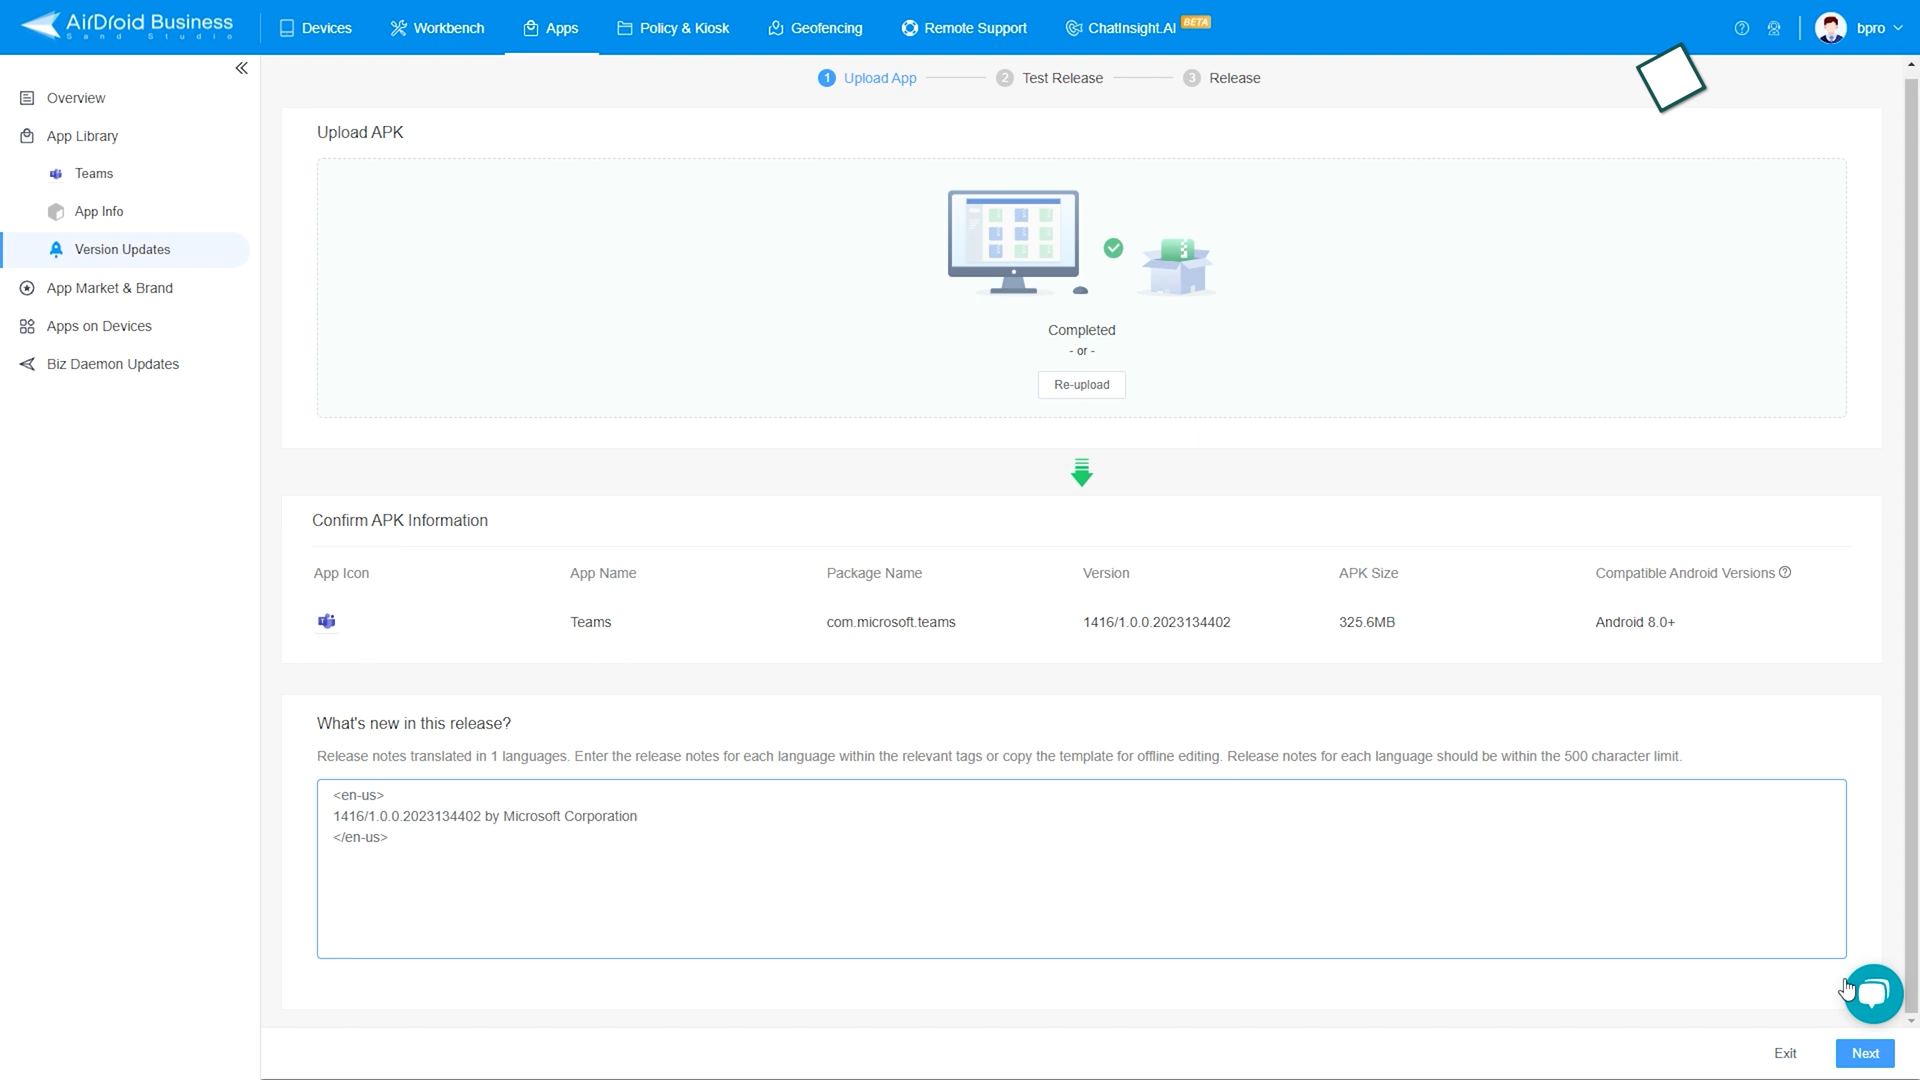 AirDroid Business
Sand Studio
Devices
Workbench
Apps
Policy & Kiosk
Geofencing
Remote Support
ChatInsight.AI
BETA
bpro
Overview
App Library
Teams
App Info
Version Updates
App Market & Brand
Apps on Devices
Biz Daemon Updates
1 Upload App
2 Test Release
3 Release
Upload APK
Completed
- or -
Re-upload
Confirm APK Information
App Icon App Name Package Name Version APK Size Compatible Android Versions
Teams com.microsoft.teams 1416/1.0.0.2023134402 325.6MB Android 8.0+
What's new in this release?
Release notes translated in 1 languages. Enter the release notes for each language within the relevant tags or copy the template for offline editing. Release notes for each language should be within the 500 character limit.
<en-us>
1416/1.0.0.2023134402 by Microsoft Corporation
</en-us>
Exit
Next